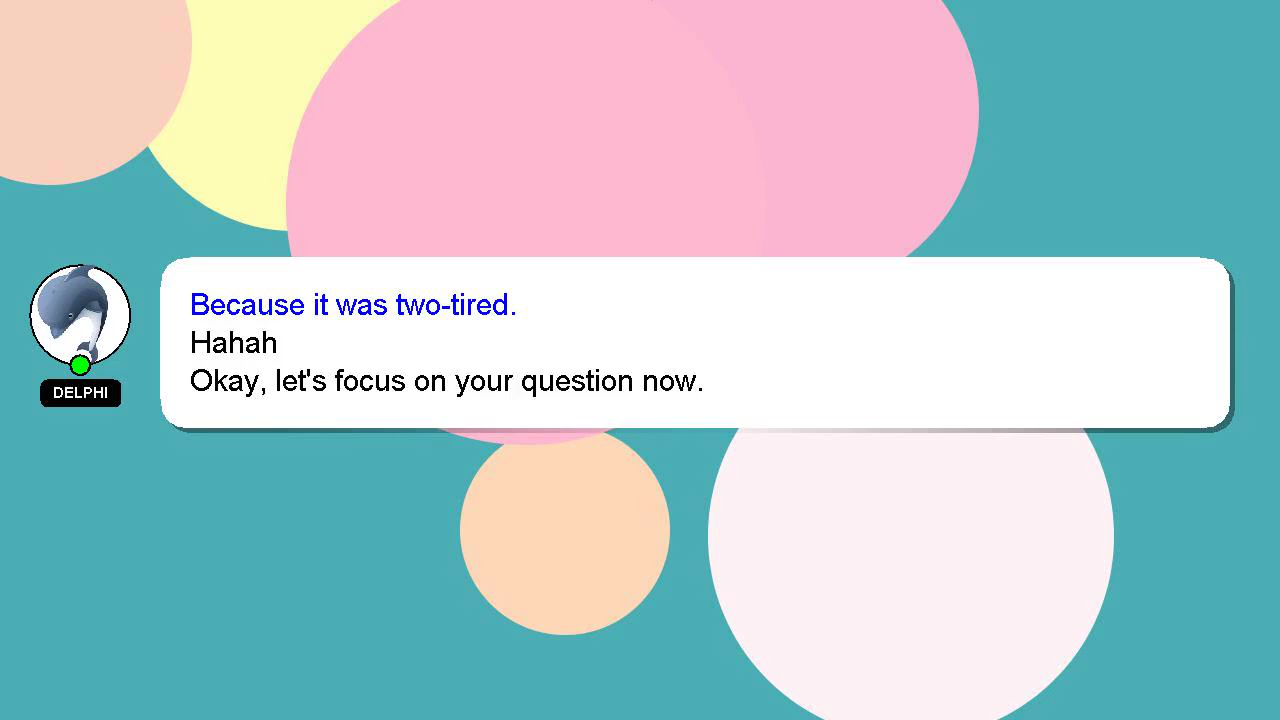 Because it was two-tired.
Hahah
Okay, let's focus on your question now.
DELPHI